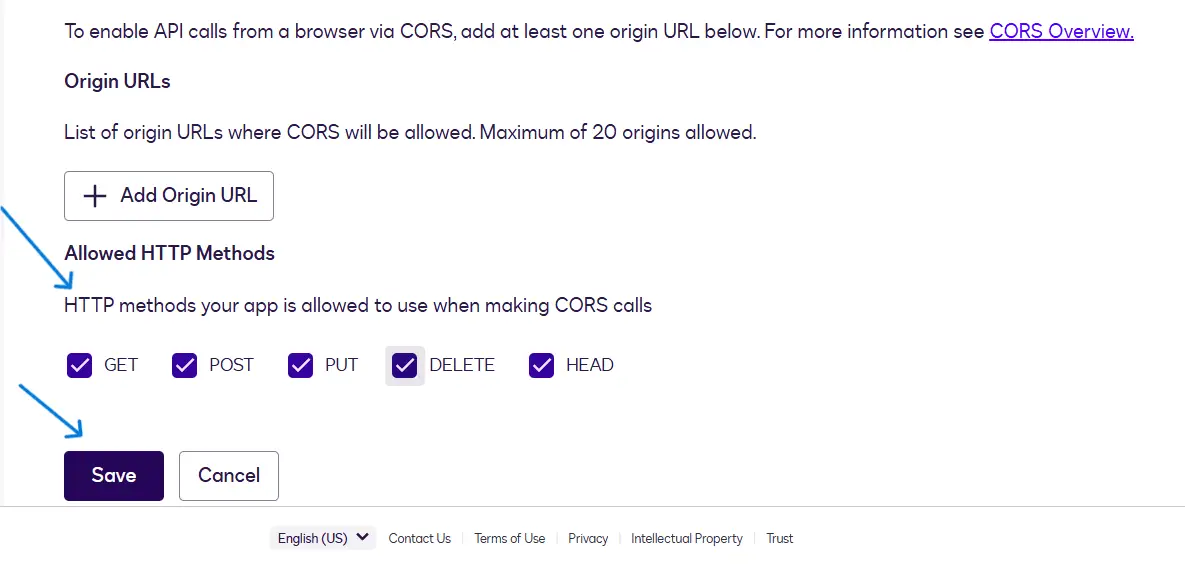 To enable API calls from a browser via CORS, add at least one origin URL below. For more information see CORS Overview.
Origin URLs
List of origin URLs where CORS will be allowed. Maximum of 20 origins allowed.
Add Origin URL
Allowed HTTP Methods
HTTP methods your app is allowed to use when making CORS calls
GET POST PUT DELETE HEAD
Save Cancel
English (US) Contact Us Terms of Use Privacy Intellectual Property Trust